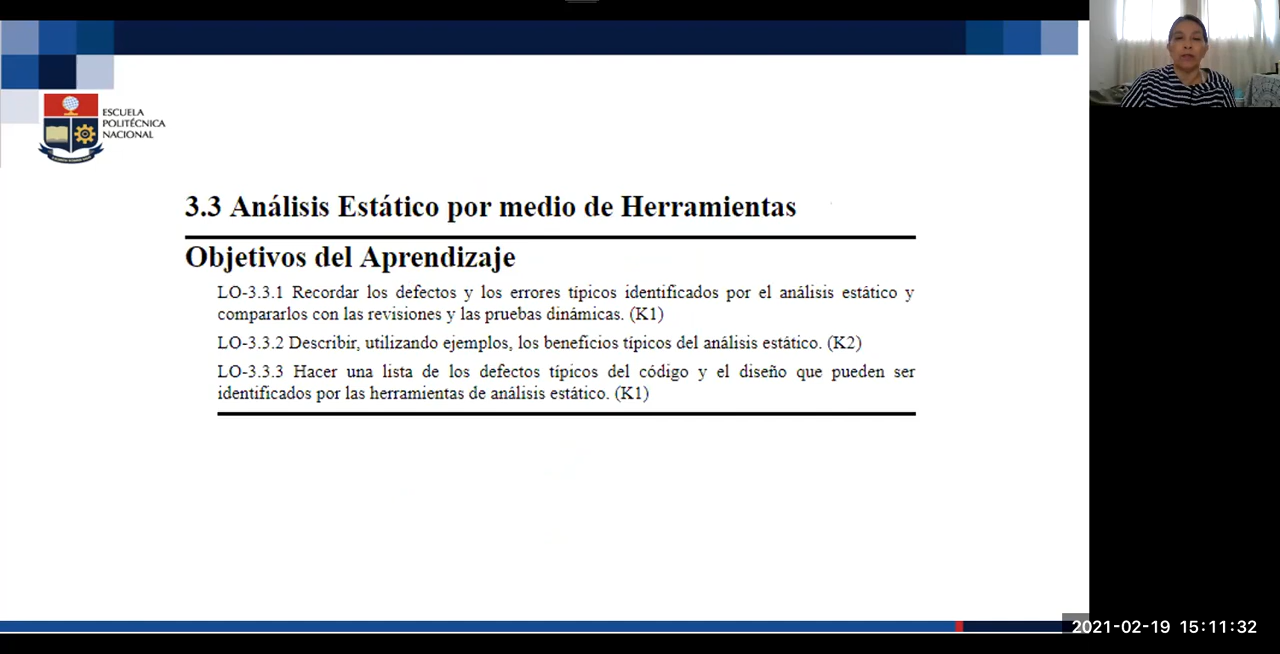 ESCUELA
POLITÉCNICA
NACIONAL
3.3 Análisis Estático por medio de Herramientas
Objetivos del Aprendizaje
LO-3.3.1 Recordar los defectos y los errores típicos identificados por el análisis estático y
compararlos con las revisiones y las pruebas dinámicas. (K1)
LO-3.3.2 Describir, utilizando ejemplos, los beneficios típicos del análisis estático. (K2)
LO-3.3.3 Hacer una lista de los defectos típicos del código y el diseño que pueden ser
identificados por las herramientas de análisis estático. (K1)
2021-02-19 15:11:32